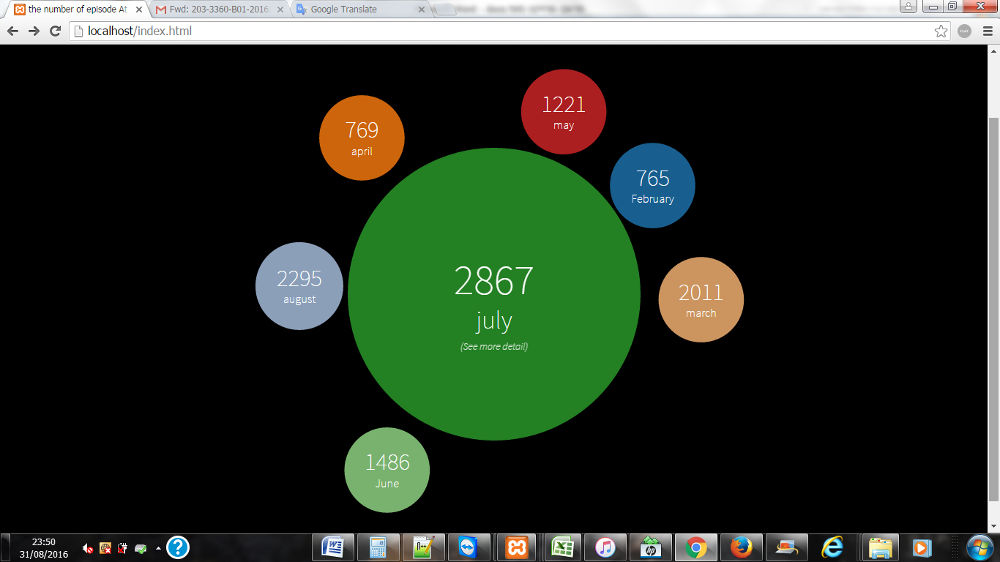 the number of episode At
Fwd: 203-3360-B01-2016
Google Translate
localhost/index.html
PLAY
1221
may
769
april
765
February
2295
august
2867
july
(See more detail)
2011
march
1486
June
23:50
31/08/2016